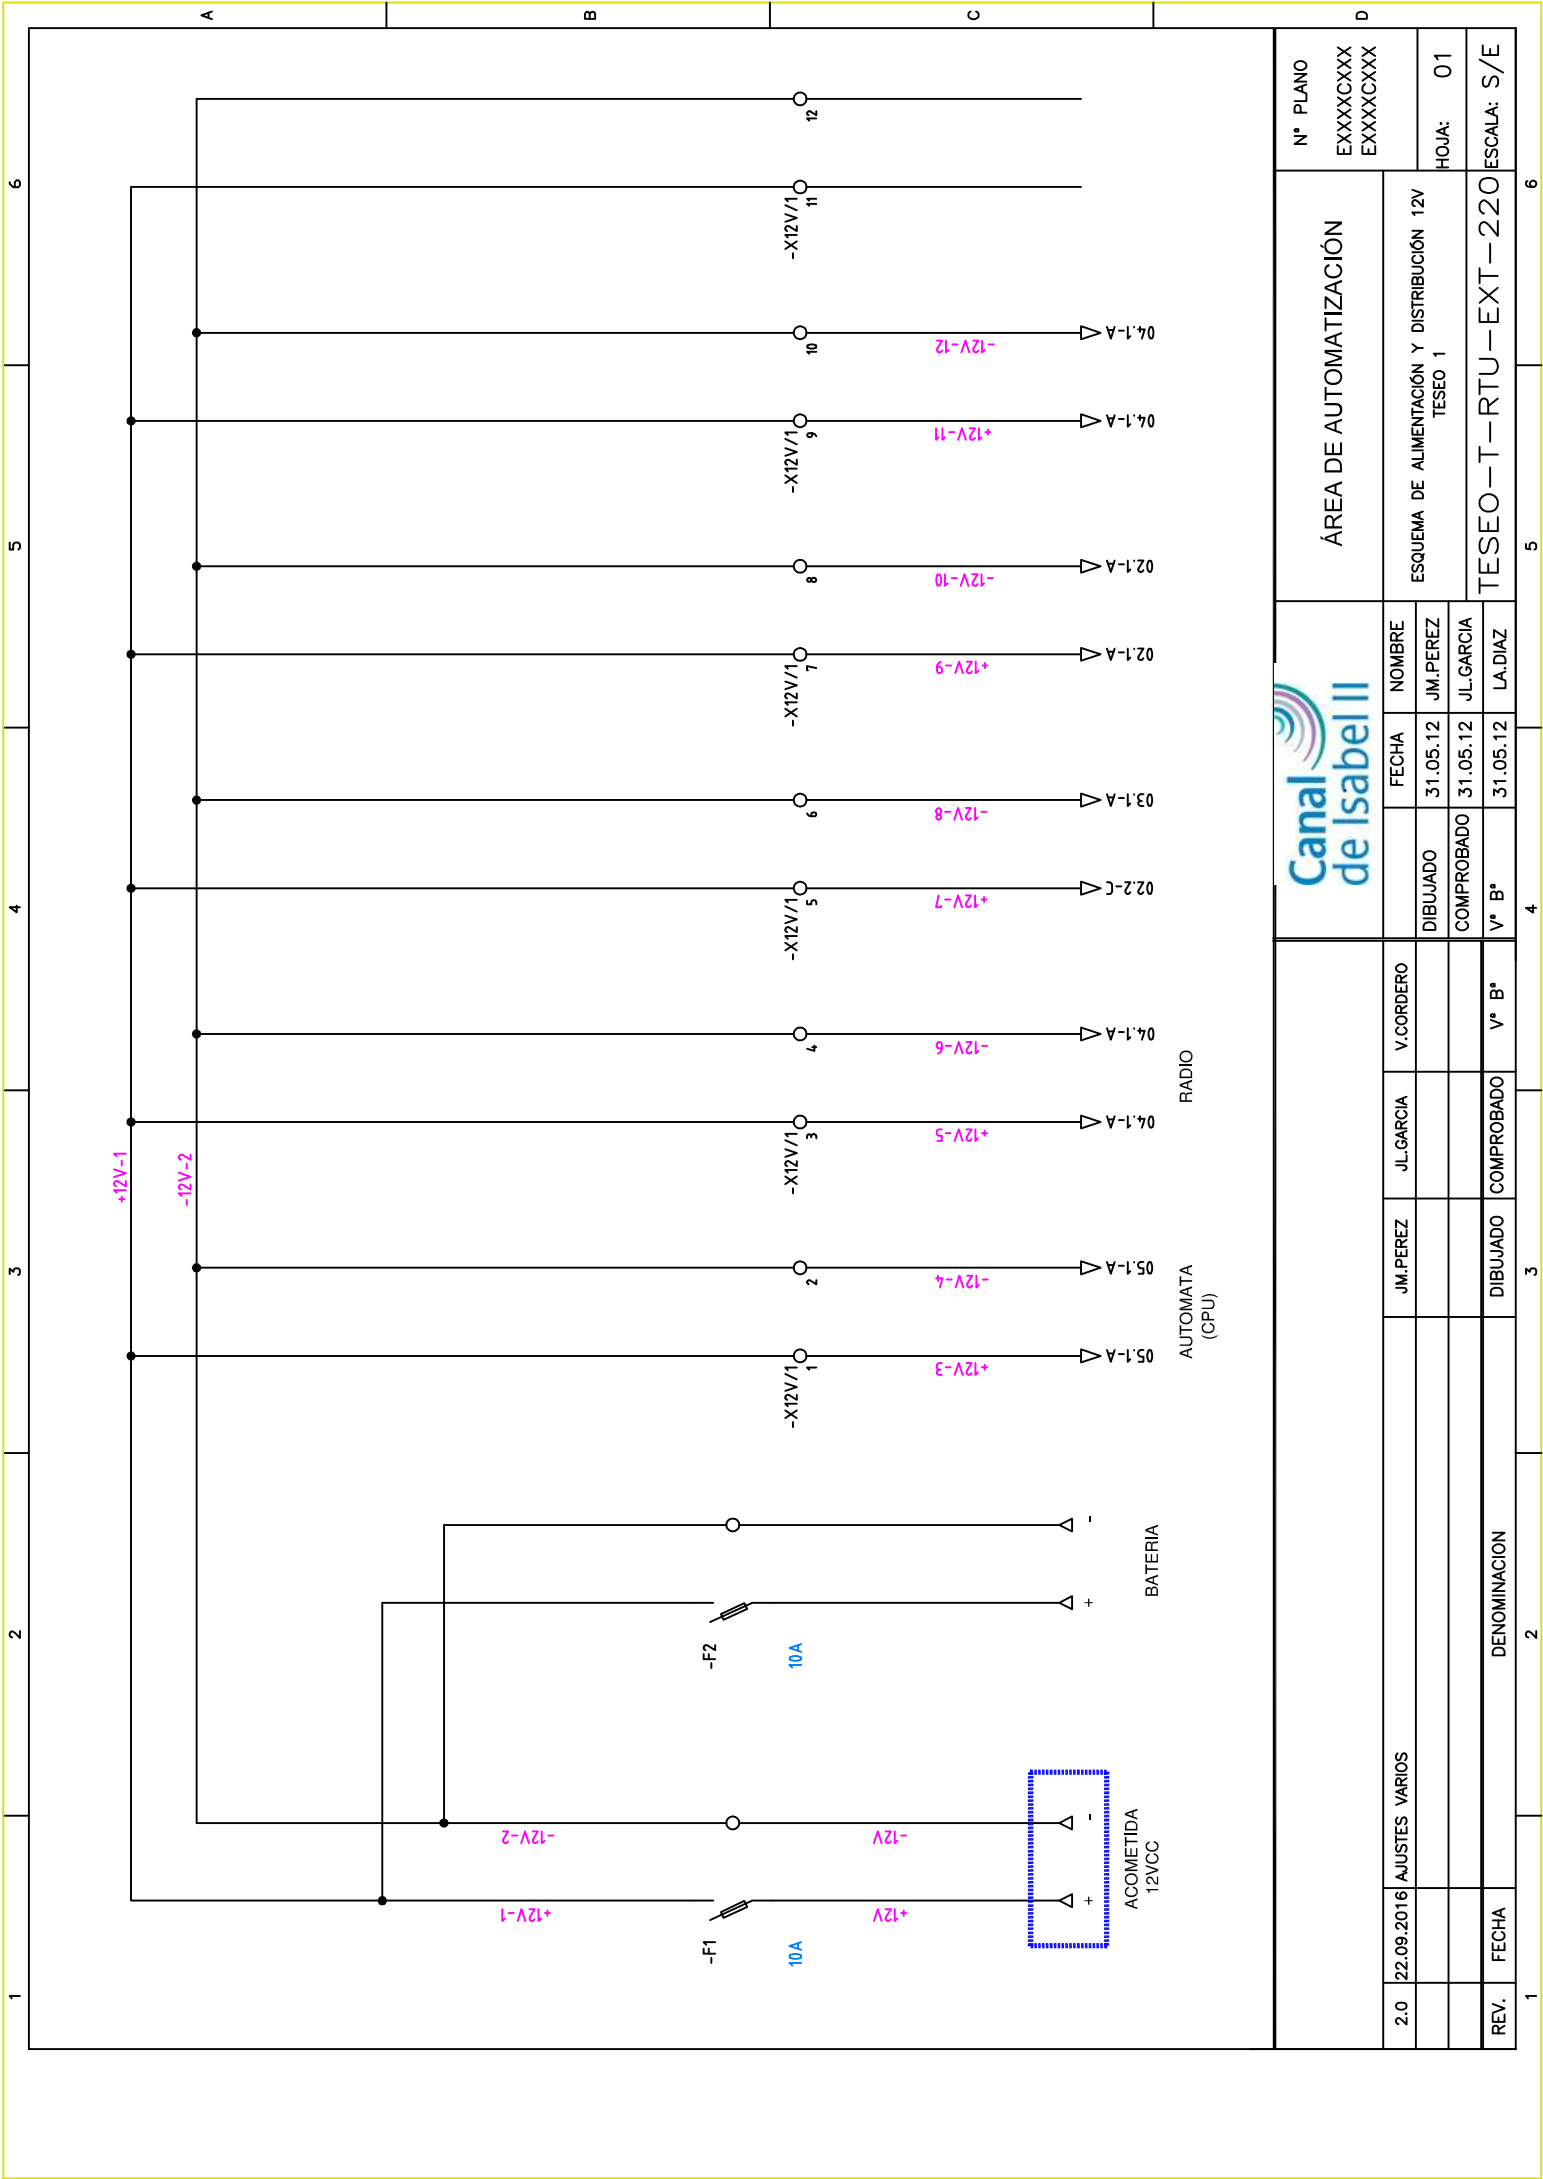 1
2
3
4
5
6
A
B
C
D
+12V-1
-12V-2
+12V-1
-12V-2
-F1
10A
-F2
10A
+12V
-12V
+
-
ACOMETIDA
12VCC
+
-
BATERIA
-X12V/1
1
2
-X12V/1
3
4
-X12V/1
5
6
-X12V/1
7
8
-X12V/1
9
10
-X12V/1
11
12
+12V-3
-12V-4
+12V-5
-12V-6
+12V-7
-12V-8
+12V-9
-12V-10
+12V-11
-12V-12
05.1-A
05.1-A
04.1-A
04.1-A
02.2-C
03.1-A
02.1-A
02.1-A
04.1-A
04.1-A
AUTOMATA
(CPU)
RADIO
2.0 22.09.2016 AJUSTES VARIOS JM.PEREZ JL.GARCIA V.CORDERO
REV. FECHA DENOMINACION DIBUJADO COMPROBADO Vº Bº
Canal
de Isabel II
FECHA NOMBRE
DIBUJADO 31.05.12 JM.PEREZ
COMPROBADO 31.05.12 JL.GARCIA
Vº Bº 31.05.12 LA.DIAZ
ÁREA DE AUTOMATIZACIÓN
ESQUEMA DE ALIMENTACIÓN Y DISTRIBUCIÓN 12V
TESEO 1
TESEO-T-RTU-EXT-220
Nº PLANO
EXXXXCXXX
EXXXXCXXX
HOJA: 01
ESCALA: S/E
1
2
3
4
5
6